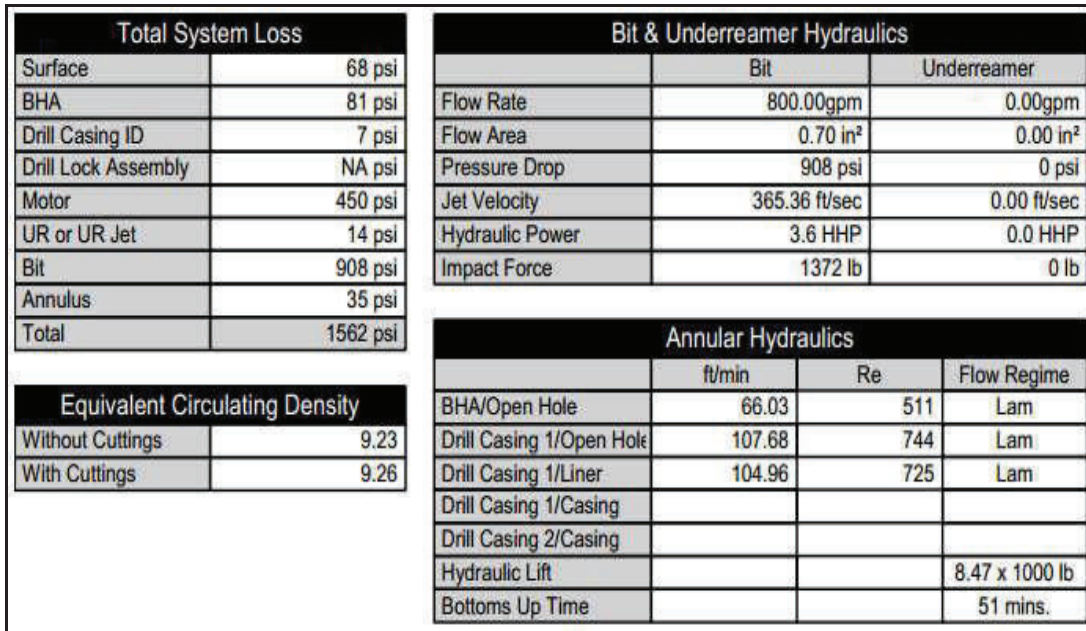 Total System Loss
Surface 68 psi
BHA 81 psi
Drill Casing ID 7 psi
Drill Lock Assembly NA psi
Motor 450 psi
UR or UR Jet 14 psi
Bit 908 psi
Annulus 35 psi
Total 1562 psi
Equivalent Circulating Density
Without Cuttings 9.23
With Cuttings 9.26
Bit & Underreamer Hydraulics
Bit Underreamer
Flow Rate 800.00gpm 0.00gpm
Flow Area 0.70 in² 0.00 in²
Pressure Drop 908 psi 0 psi
Jet Velocity 365.36 ft/sec 0.00 ft/sec
Hydraulic Power 3.6 HHP 0.0 HHP
Impact Force 1372 lb 0 lb
Annular Hydraulics
ft/min Re Flow Regime
BHA/Open Hole 66.03 511 Lam
Drill Casing 1/Open Hole 107.68 744 Lam
Drill Casing 1/Liner 104.96 725 Lam
Drill Casing 1/Casing
Drill Casing 2/Casing
Hydraulic Lift 8.47 x 1000 lb
Bottoms Up Time 51 mins.